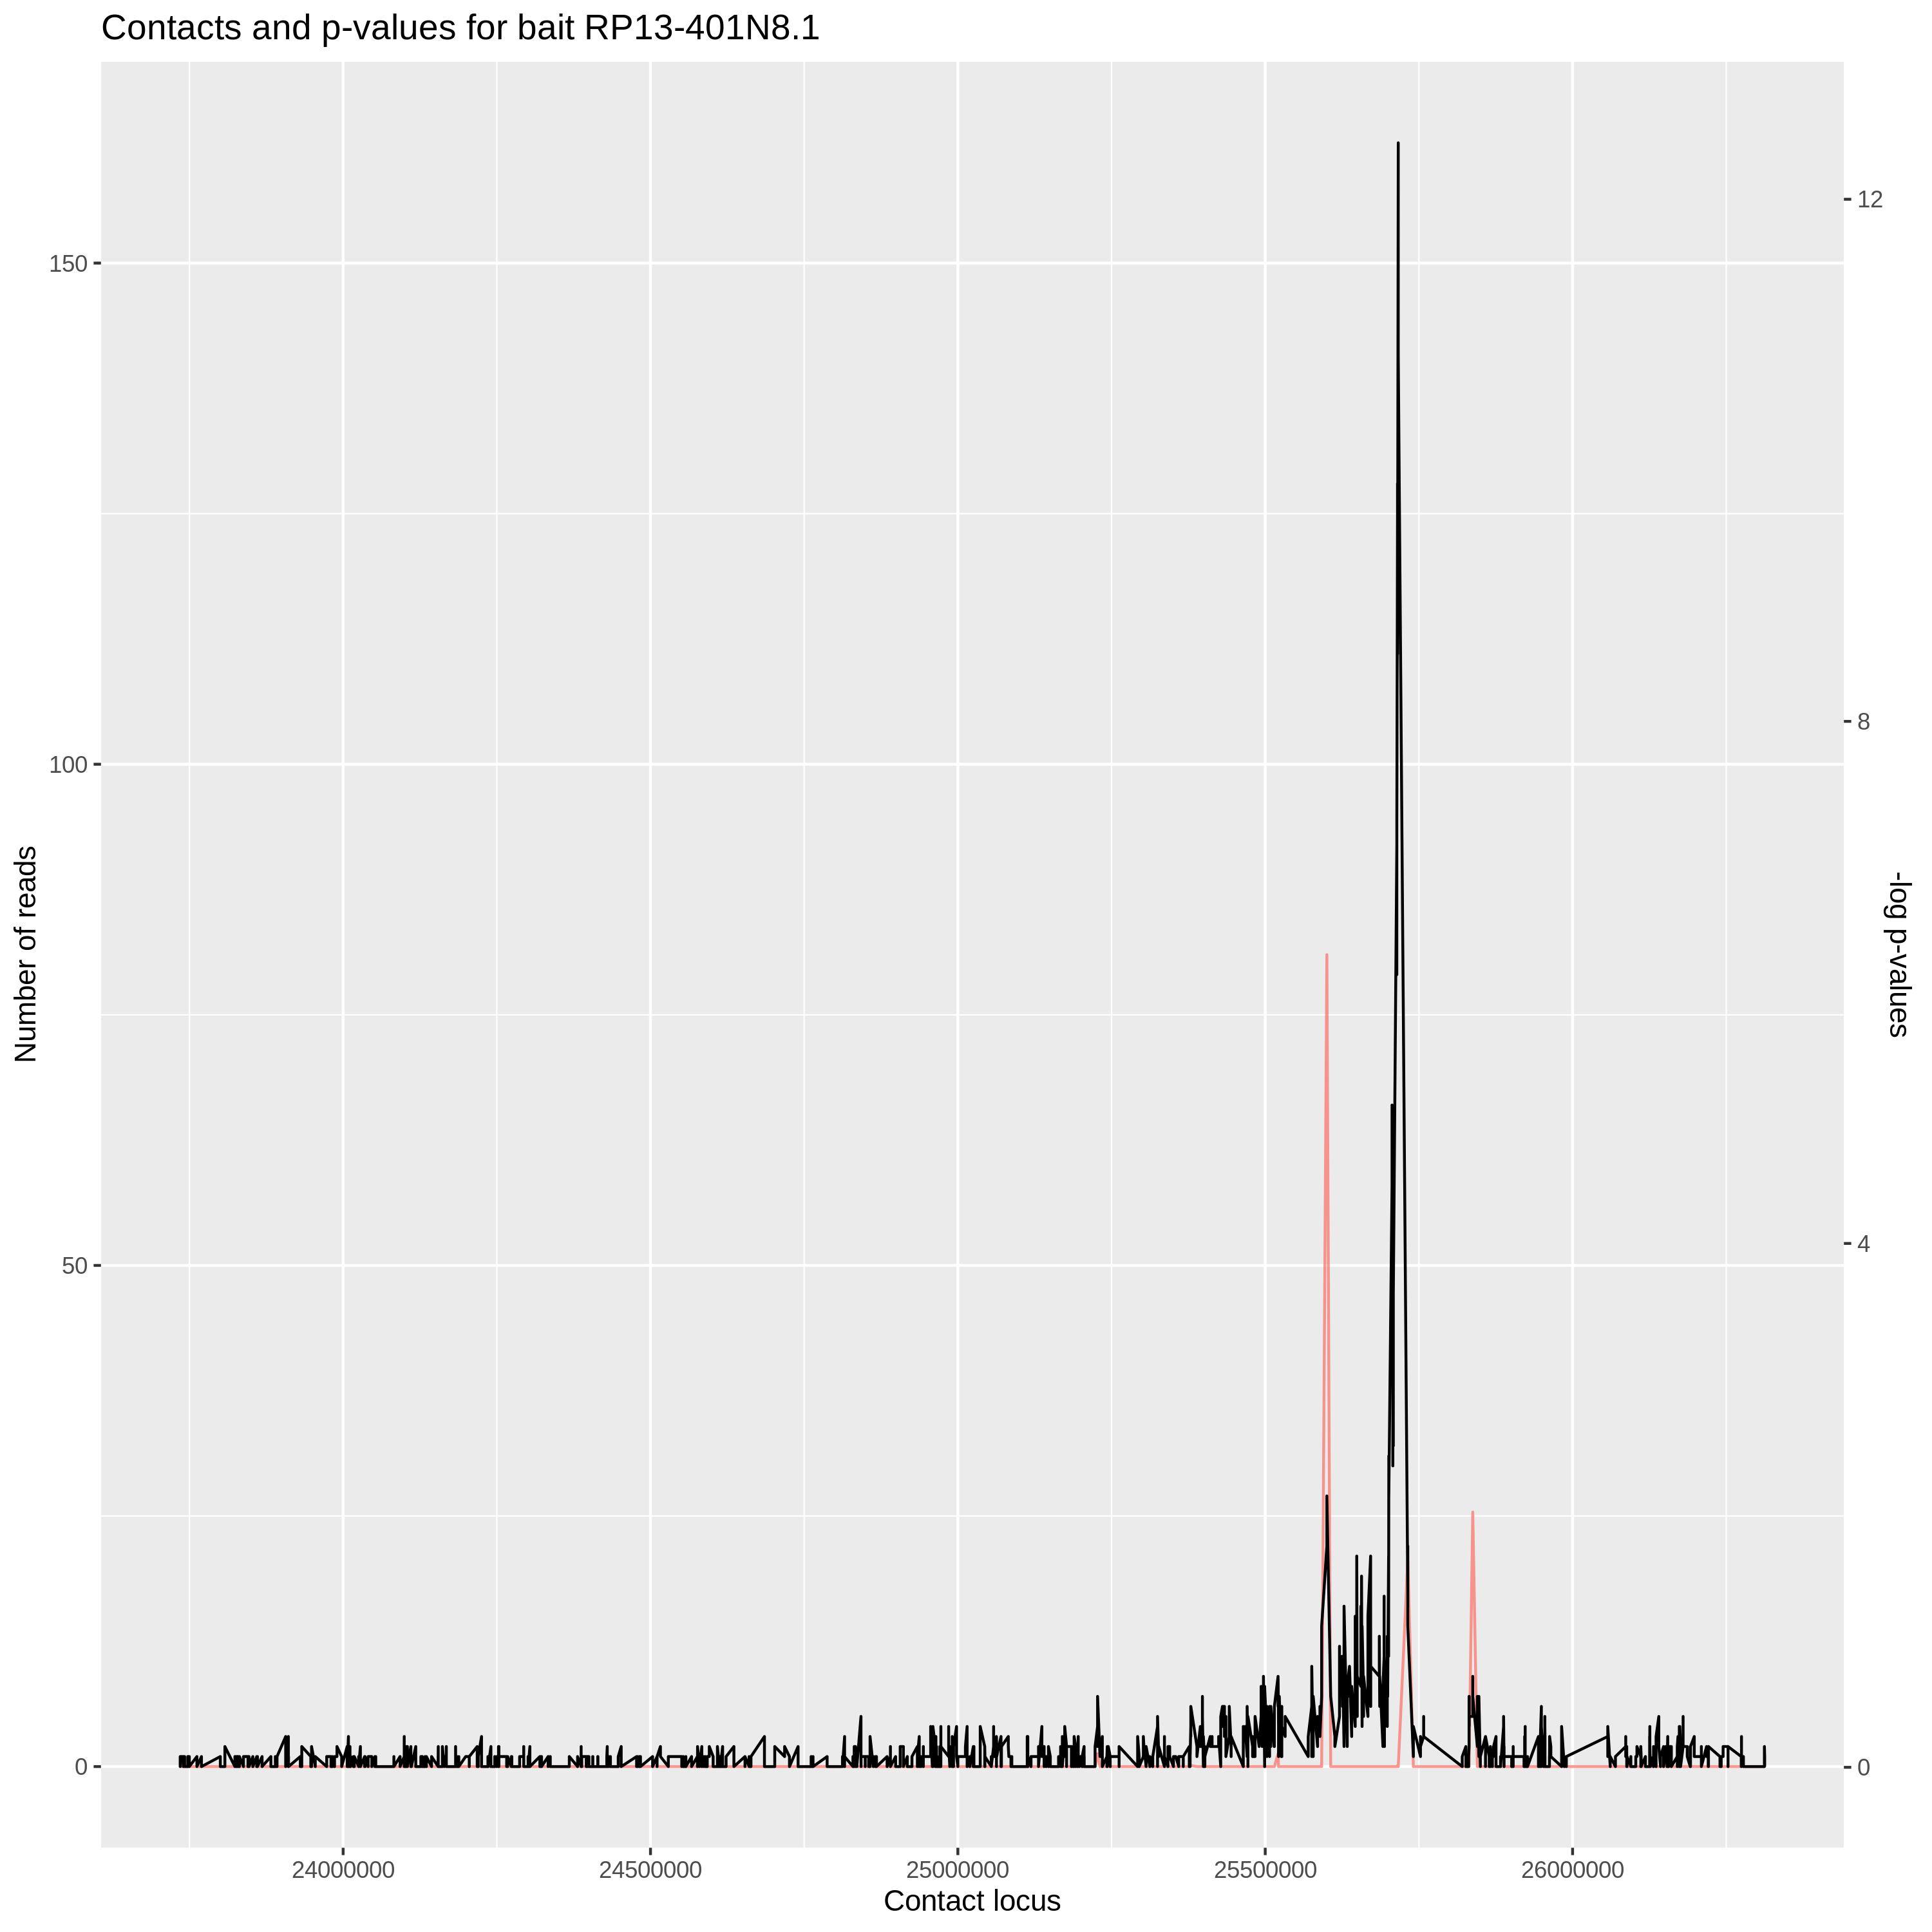 Contacts and p-values for bait RP13-401N8.1
150
100
50
0
Number of reads
12
8
4
0
-log p-values
24000000 24500000 25000000 25500000 26000000
Contact locus